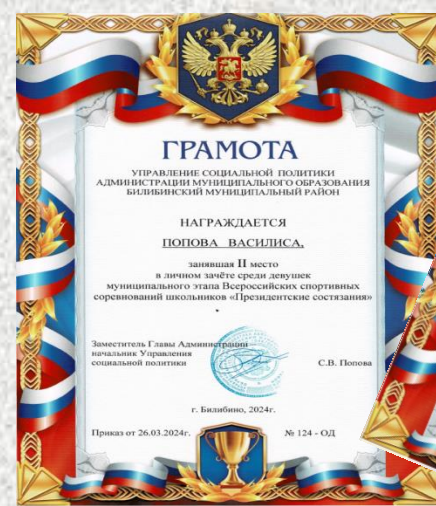 ГРАМОТА
УПРАВЛЕНИЕ СОЦИАЛЬНОЙ ПОЛИТИКИ
АДМИНИСТРАЦИИ МУНИЦИПАЛЬНОГО ОБРАЗОВАНИЯ
БИЛИБИНСКИЙ МУНИЦИПАЛЬНЫЙ РАЙОН
НАГРАЖДАЕТСЯ
ПОПОВА ВАСИЛИСА,
занявшая II место
в личном зачёте среди девушек
муниципального этапа Всероссийских спортивных
соревнований школьников «Президентские состязания»
Заместитель Главы Администрации
начальник Управления
социальной политики С.В. Попова
г. Билибино, 2024г.
Приказ от 26.03.2024г. № 124 - ОД